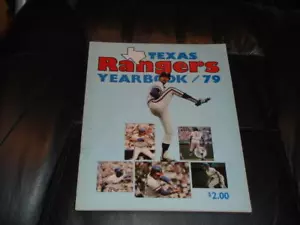 TEXAS
Rangers
YEARBOOK / 79
$2.00